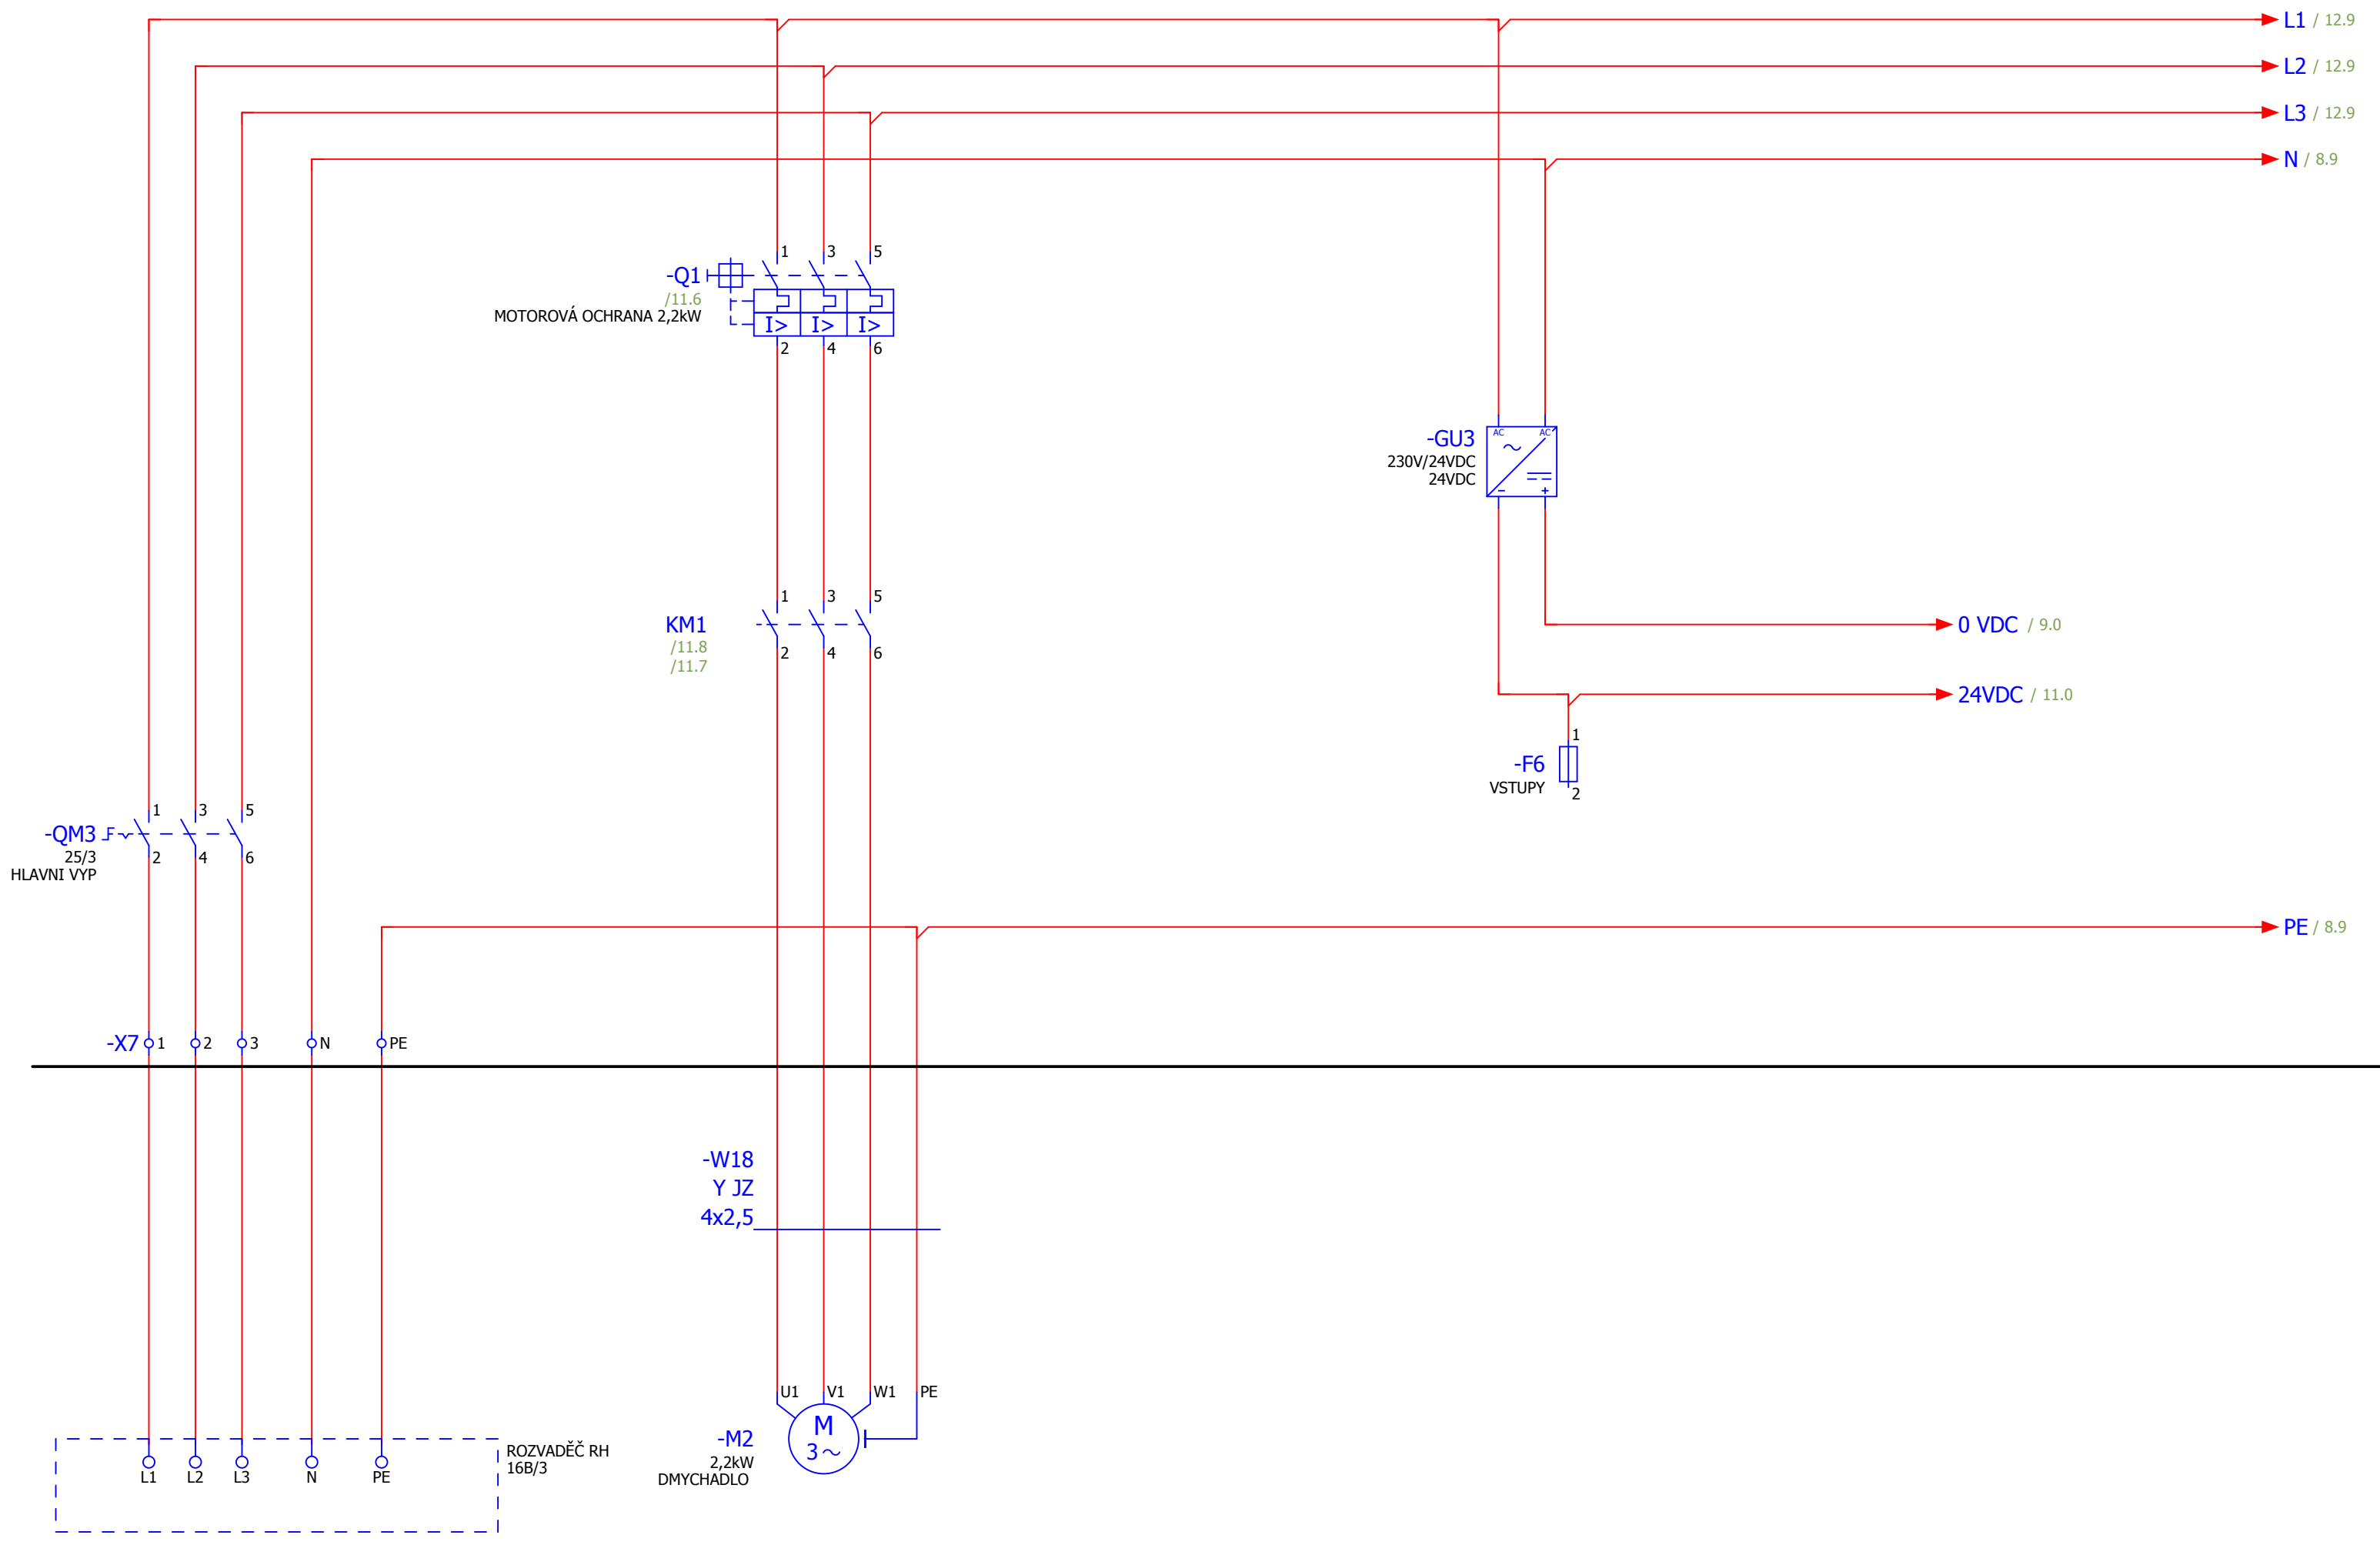 L1 / 12.9
L2 / 12.9
L3 / 12.9
N / 8.9
1 3 5
-Q1
/11.6
MOTOROVÁ OCHRANA 2,2kW
I> I> I>
2 4 6
-GU3
230V/24VDC
24VDC
AC AC
- +
1 3 5
KM1
/11.8
/11.7
2 4 6
0 VDC / 9.0
24VDC / 11.0
1
-F6
VSTUPY
2
1 3 5
-QM3
25/3
HLAVNI VYP
2 4 6
PE / 8.9
-X7 1 2 3 N PE
-W18
Y JZ
4x2,5
U1 V1 W1 PE
M
3~
-M2
2,2kW
DMYCHADLO
ROZVADĚČ RH
16B/3
L1 L2 L3 N PE